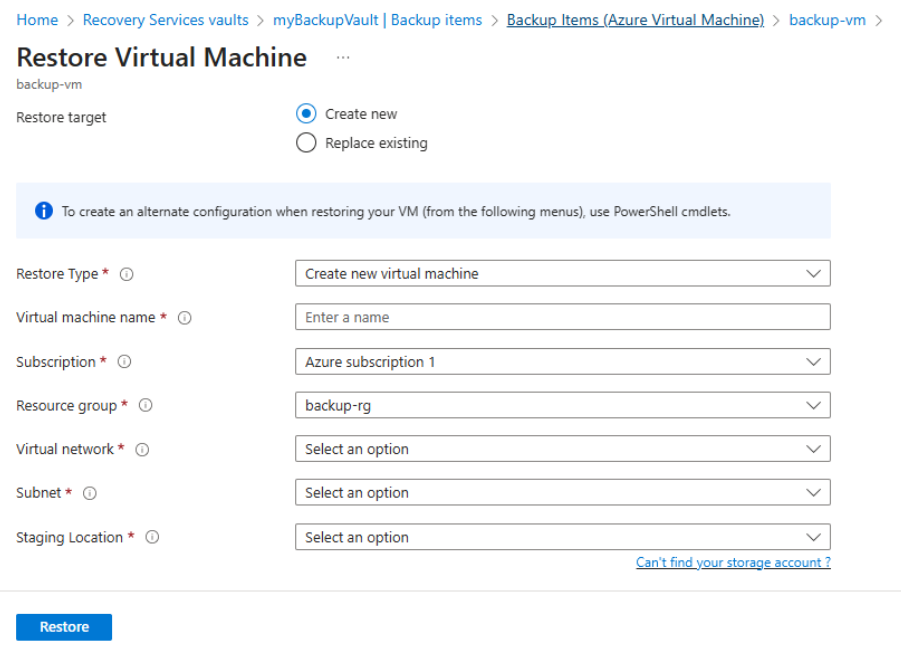 Home > Recovery Services vaults > myBackupVault | Backup items > Backup Items (Azure Virtual Machine) > backup-vm >
Restore Virtual Machine ...
backup-vm
Restore target
Create new
Replace existing
To create an alternate configuration when restoring your VM (from the following menus), use PowerShell cmdlets.
Restore Type * Create new virtual machine
Virtual machine name * Enter a name
Subscription * Azure subscription 1
Resource group * backup-rg
Virtual network * Select an option
Subnet * Select an option
Staging Location * Select an option
Can't find your storage account ?
Restore